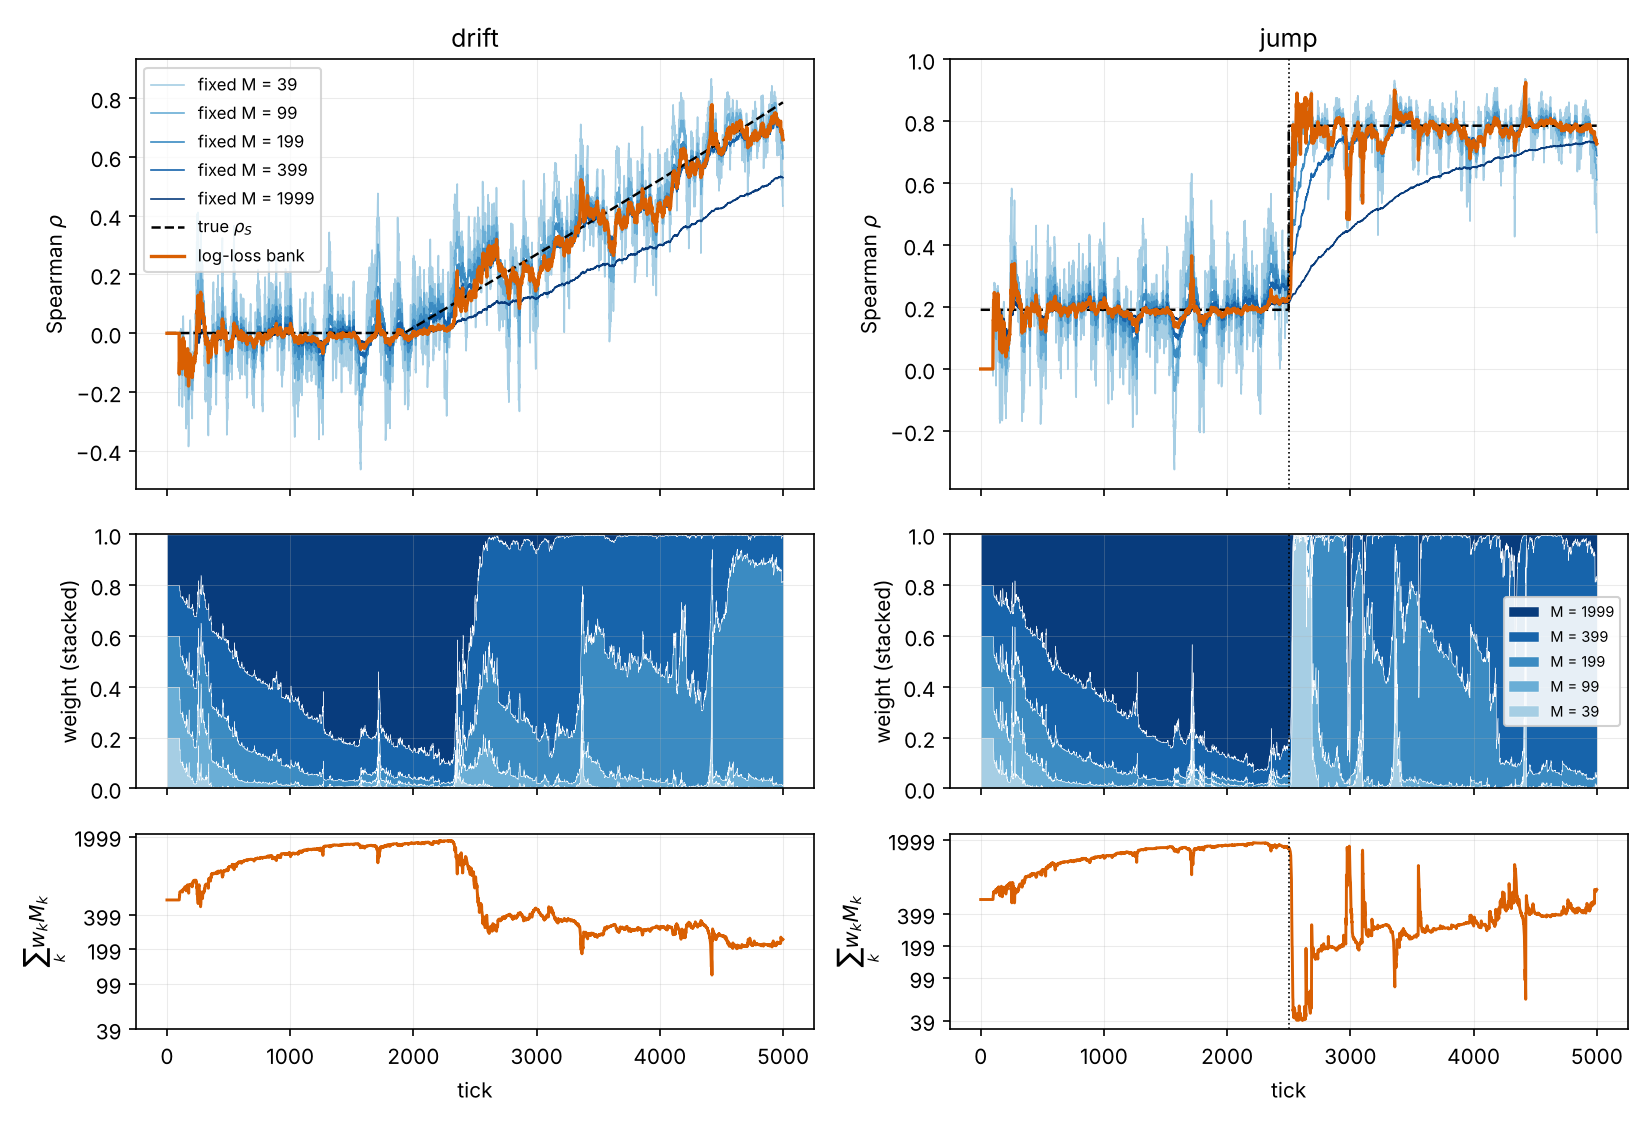 drift
0.8
0.6
0.4
0.2
0.0
−0.2
−0.4
Spearman ρ
fixed M = 39
fixed M = 99
fixed M = 199
fixed M = 399
fixed M = 1999
true ρS
log-loss bank
jump
1.0
0.8
0.6
0.4
0.2
0.0
−0.2
Spearman ρ
1.0
0.8
0.6
0.4
0.2
0.0
weight (stacked)
1.0
0.8
0.6
0.4
0.2
0.0
weight (stacked)
M = 1999
M = 399
M = 199
M = 99
M = 39
1999
399
199
99
39
∑k wkMk
0 1000 2000 3000 4000 5000
tick
1999
399
199
99
39
∑k wkMk
0 1000 2000 3000 4000 5000
tick